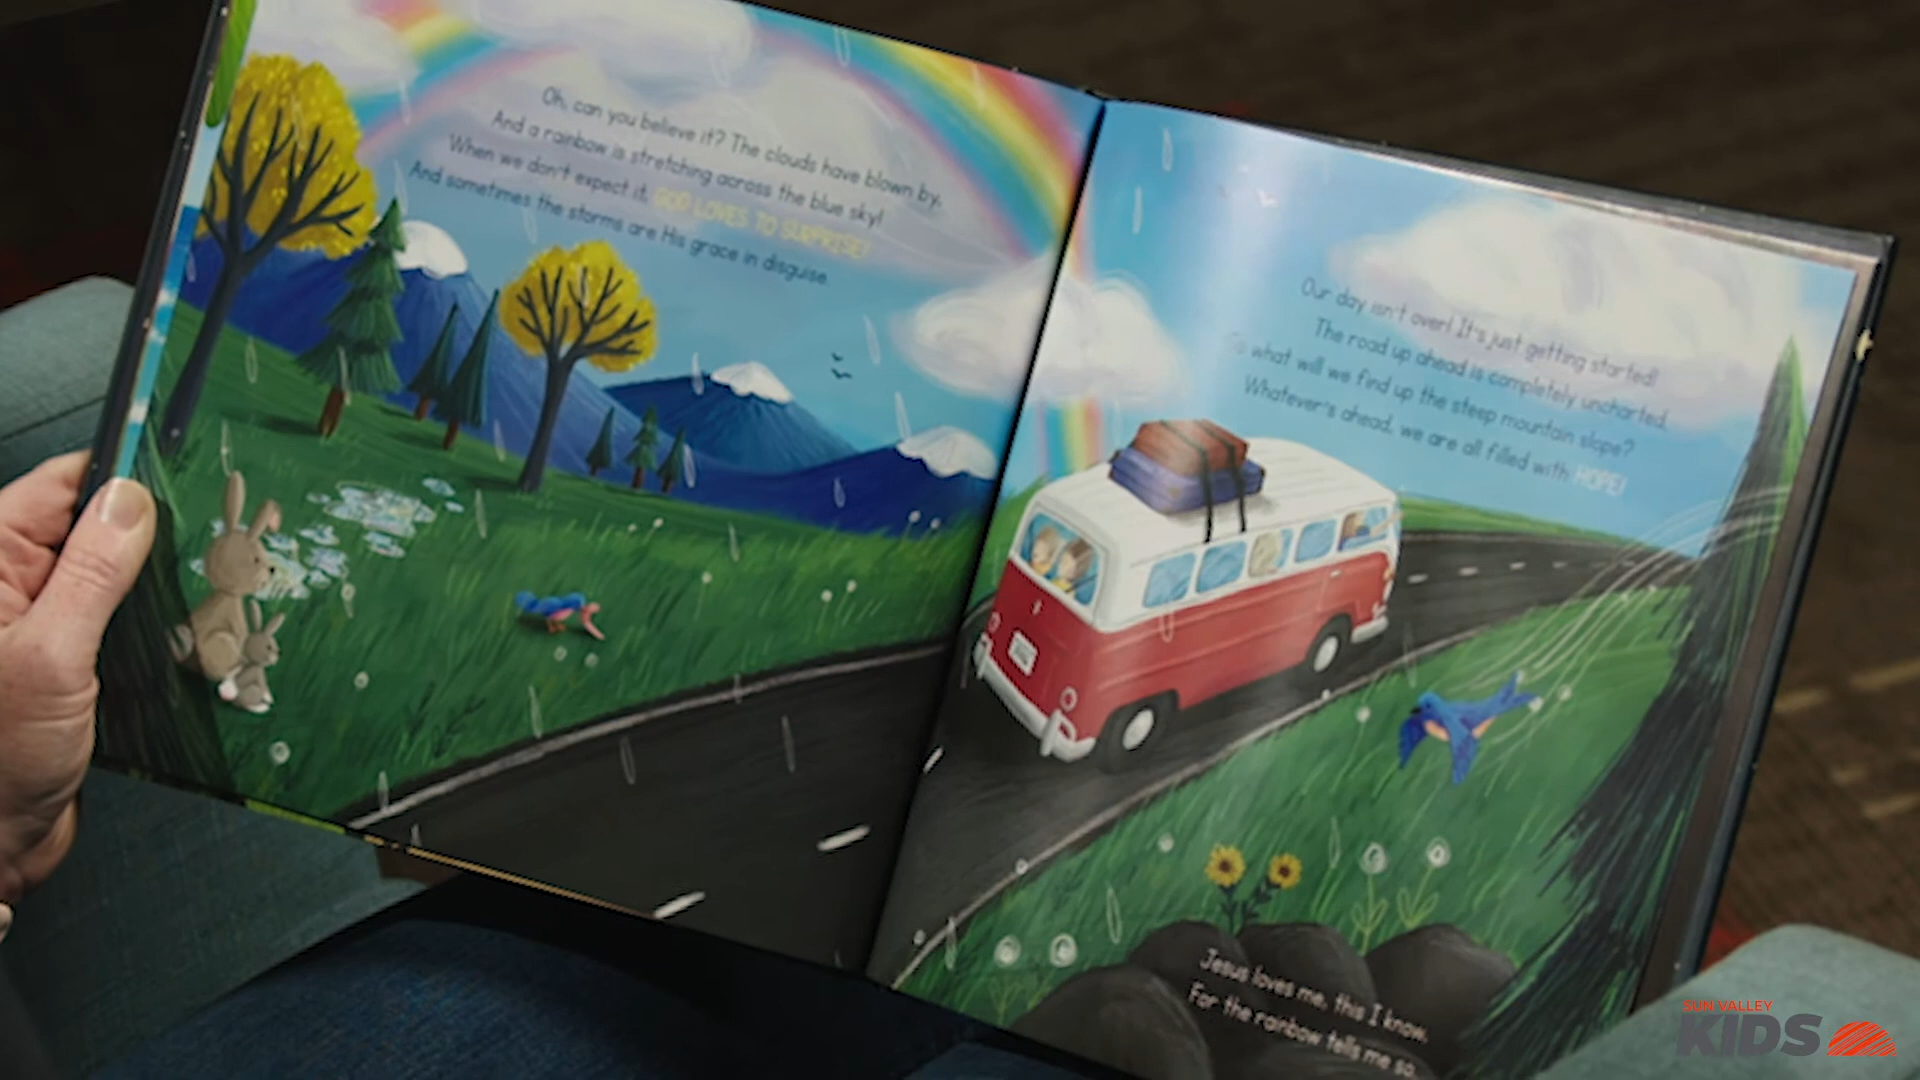 Oh, can you believe it? The clouds have blown by,
And a rainbow is stretching across the blue sky!
When we don't expect it, GOD LOVES TO SURPRISE!
And sometimes the storms are His grace in disguise.
Our day isn't over! It's just getting started!
The road up ahead is completely uncharted.
So what will we find up the steep mountain slope?
Whatever's ahead, we are all filled with HOPE!
Jesus loves me, this I know.
For the rainbow tells me so.
SUN VALLEY
KIDS